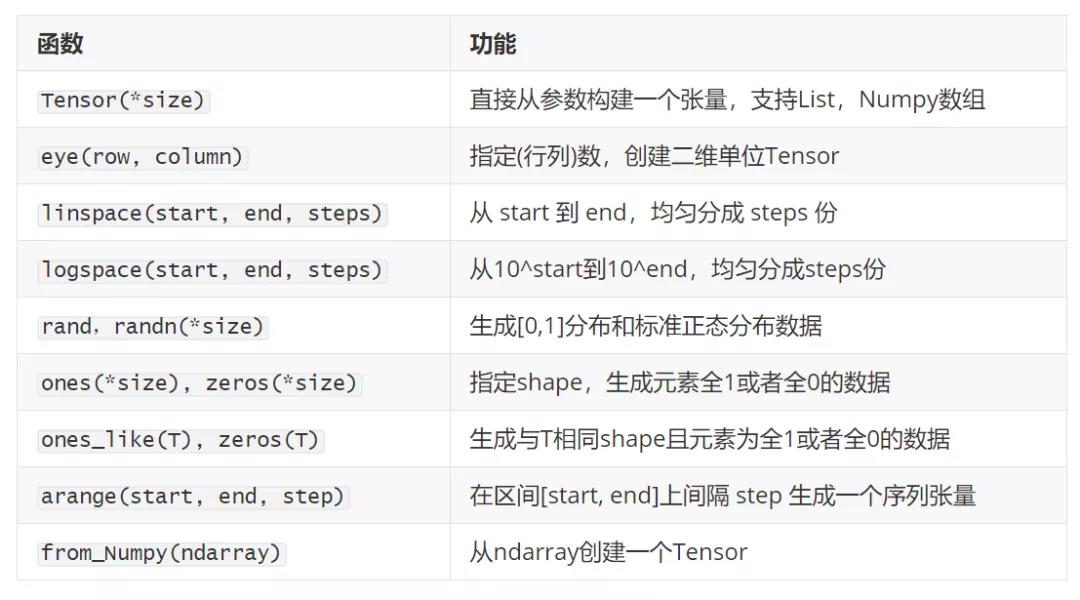 函数 功能
Tensor(*size) 直接从参数构建一个张量，支持List，Numpy数组
eye(row, column) 指定(行列)数，创建二维单位Tensor
linspace(start, end, steps) 从 start 到 end，均匀分成 steps 份
logspace(start, end, steps) 从10^start到10^end，均匀分成steps份
rand，randn(*size) 生成[0,1]分布和标准正态分布数据
ones(*size), zeros(*size) 指定shape，生成元素全1或者全0的数据
ones_like(T), zeros(T) 生成与T相同shape且元素为全1或者全0的数据
arange(start, end, step) 在区间[start, end]上间隔 step 生成一个序列张量
from_Numpy(ndarray) 从ndarray创建一个Tensor